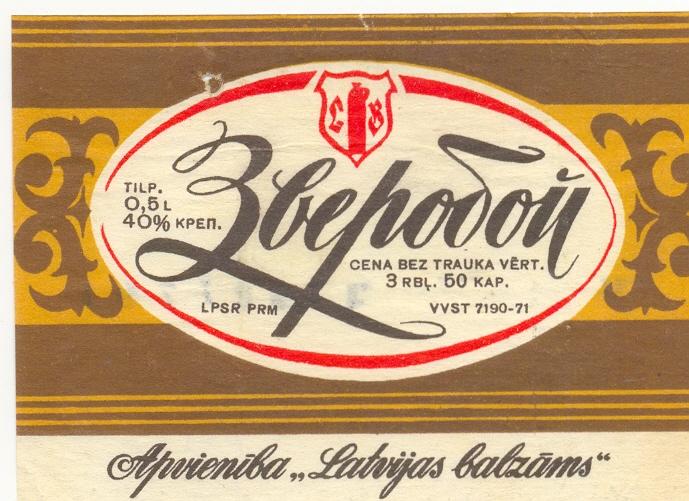 L B
Зверобой
TILP.
0,5 L
40% КРЕП.
CENA BEZ TRAUKA VĒRT.
3 RBĻ. 50 KAP.
LPSR PRM
VVST 7190-71
Apvienība „Latvijas balzāms“